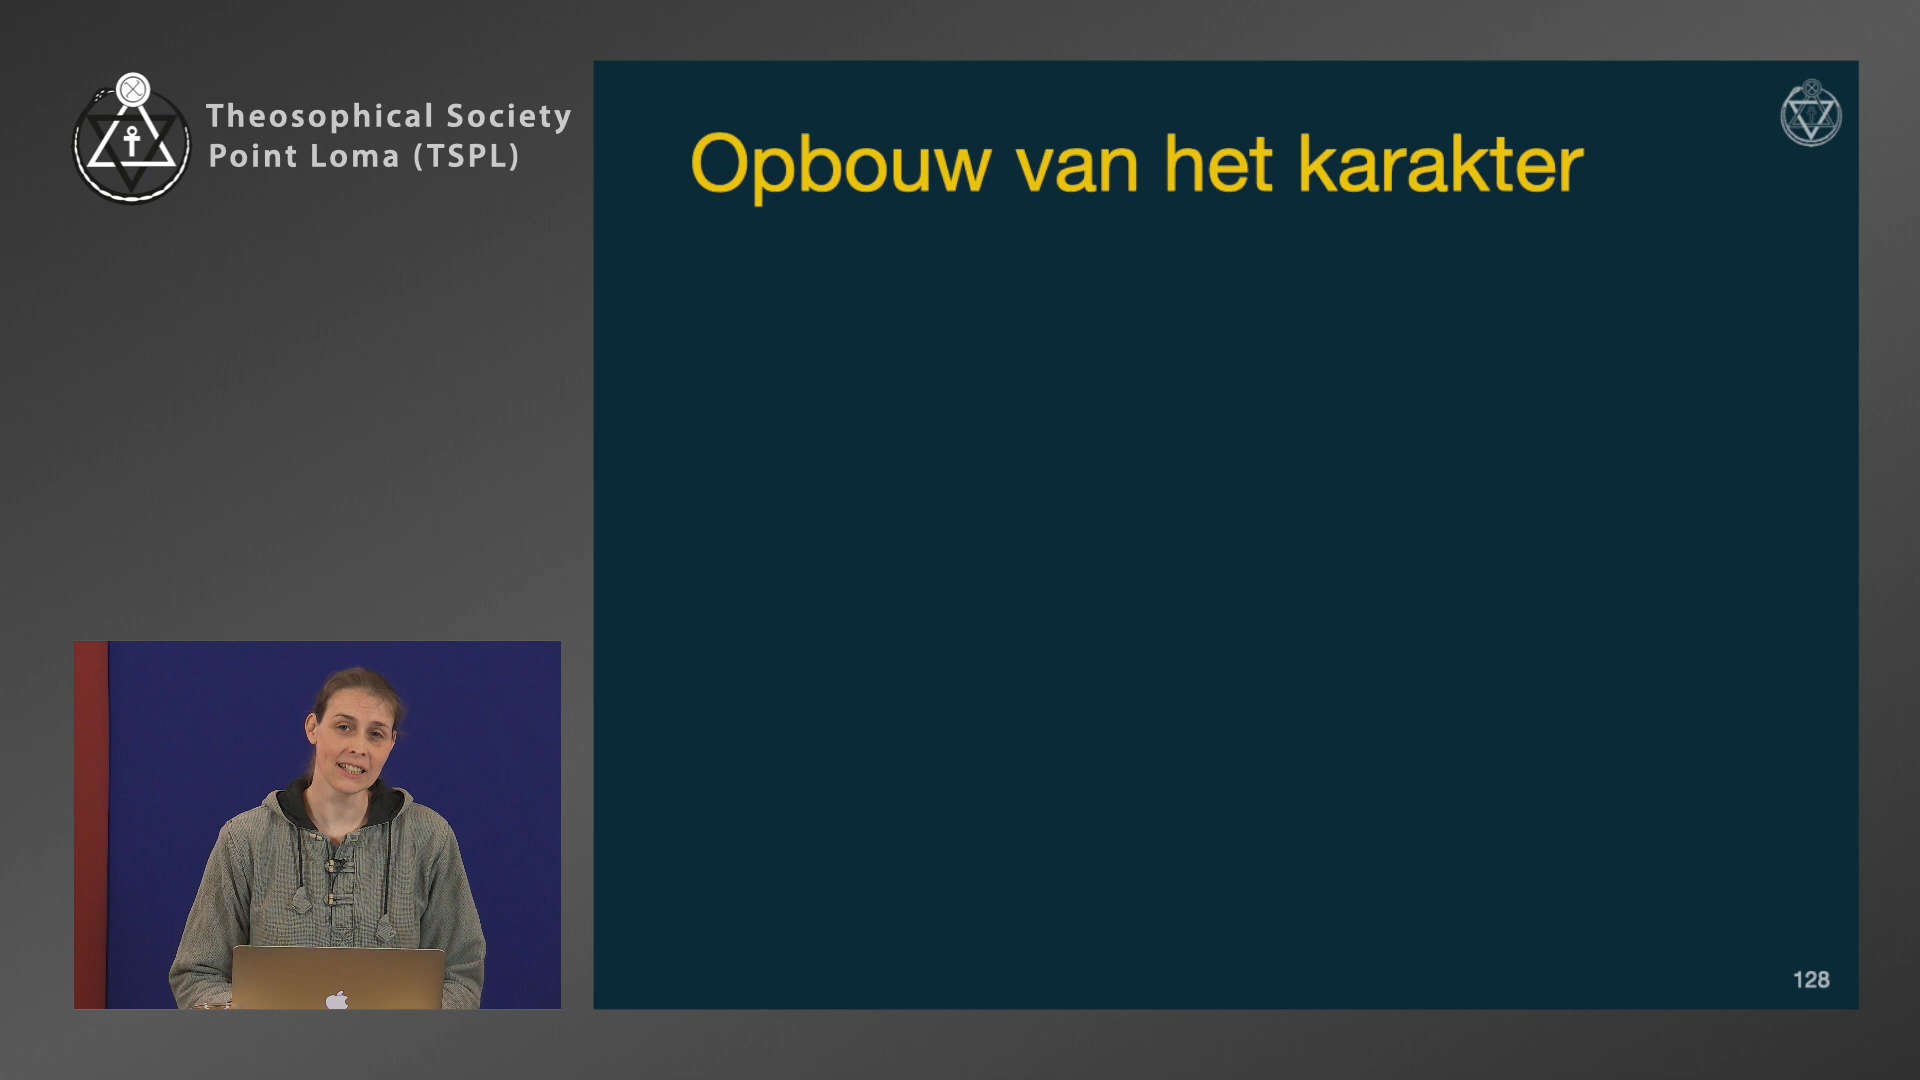 Theosophical Society
Point Loma (TSPL)
Opbouw van het karakter
128